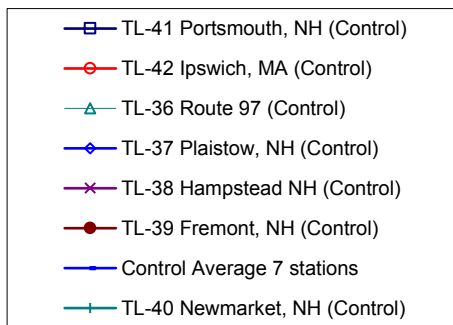 TL-41 Portsmouth, NH (Control)
TL-42 Ipswich, MA (Control)
TL-36 Route 97 (Control)
TL-37 Plaistow, NH (Control)
TL-38 Hampstead NH (Control)
TL-39 Fremont, NH (Control)
Control Average 7 stations
TL-40 Newmarket, NH (Control)